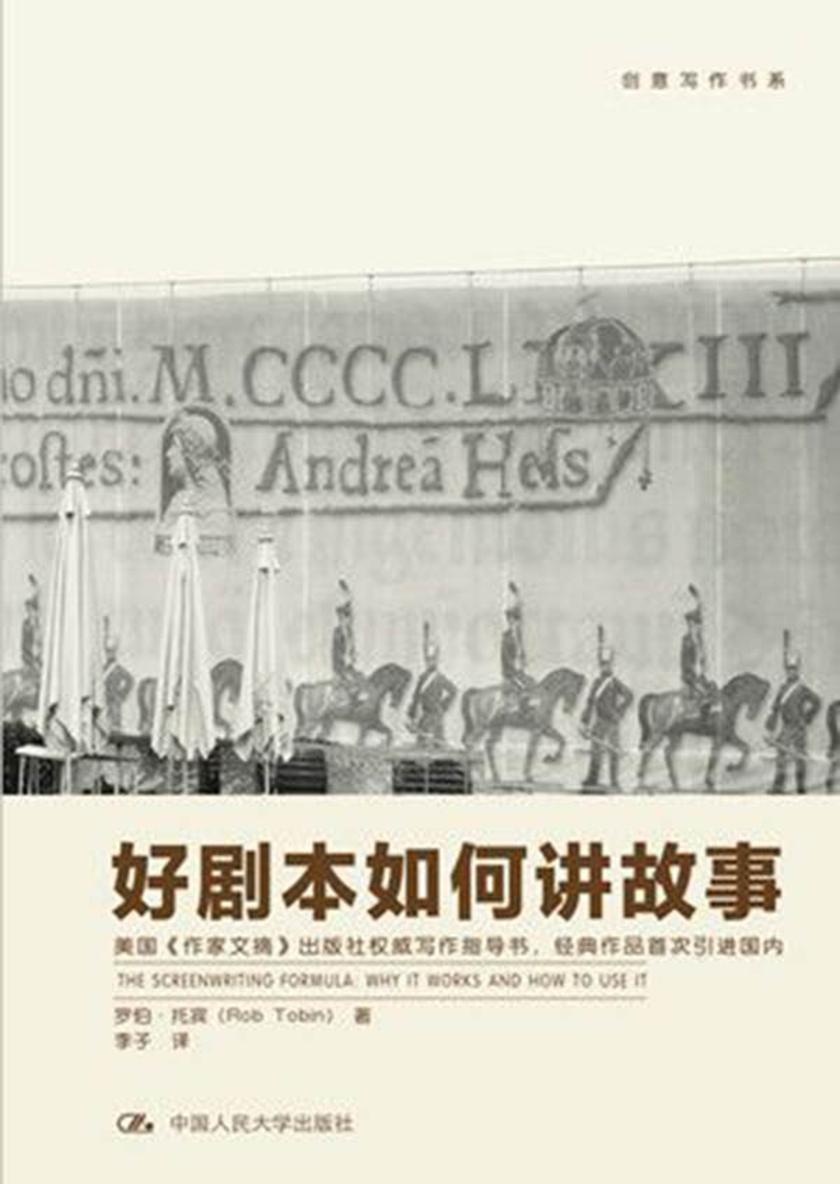 创意写作书系
no dñi. M.CCCC.L XIII
coſtes: Andreā Heſs
好剧本如何讲故事
美国《作家文摘》出版社权威写作指导书，经典作品首次引进国内
THE SCREENWRITING FORMULA: WHY IT WORKS AND HOW TO USE IT
罗伯·托宾（Rob Tobin） 著
李子 译
中国人民大学出版社